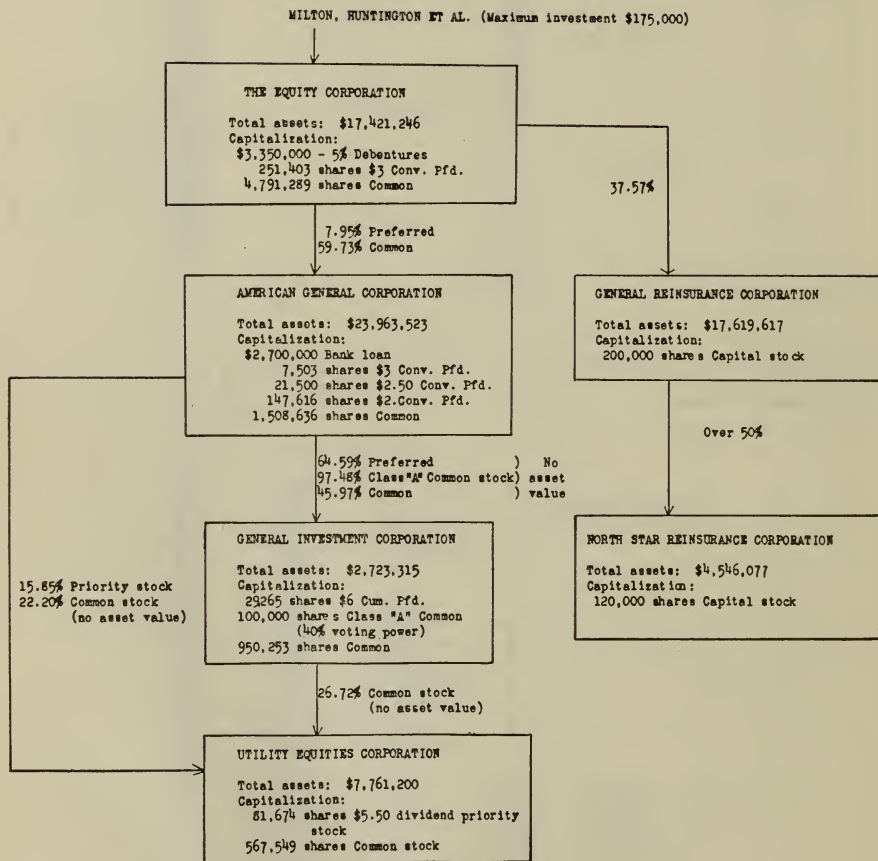 MILTON, HUNTINGTON ET AL. (Maximum investment $175,000)
THE EQUITY CORPORATION
Total assets: $17,421,246
Capitalization:
$3,350,000 - 5% Debentures
251,403 shares $3 Conv. Pfd.
4,791,289 shares Common
37.57%
7.95% Preferred
59.73% Common
AMERICAN GENERAL CORPORATION
Total assets: $23,963,523
Capitalization:
$2,700,000 Bank loan
7,503 shares $3 Conv. Pfd.
21,500 shares $2.50 Conv. Pfd.
147,616 shares $2.Conv. Pfd.
1,508,636 shares Common
GENERAL REINSURANCE CORPORATION
Total assets: $17,619,617
Capitalization:
200,000 shares Capital stock
Over 50%
64.59% Preferred ) No
97.48% Class "A" Common stock) asset
45.97% Common ) value
GENERAL INVESTMENT CORPORATION
Total assets: $2,723,315
Capitalization:
29265 shares $6 Cum. Pfd.
100,000 shares Class "A" Common
(40% voting power)
950,253 shares Common
NORTH STAR REINSURANCE CORPORATION
Total assets: $4,546,077
Capitalization:
120,000 shares Capital stock
15.85% Priority stock
22.20% Common stock
(no asset value)
26.72% Common stock
(no asset value)
UTILITY EQUITIES CORPORATION
Total assets: $7,761,200
Capitalization:
81,674 shares $5.50 dividend priority
stock
567,549 shares Common stock